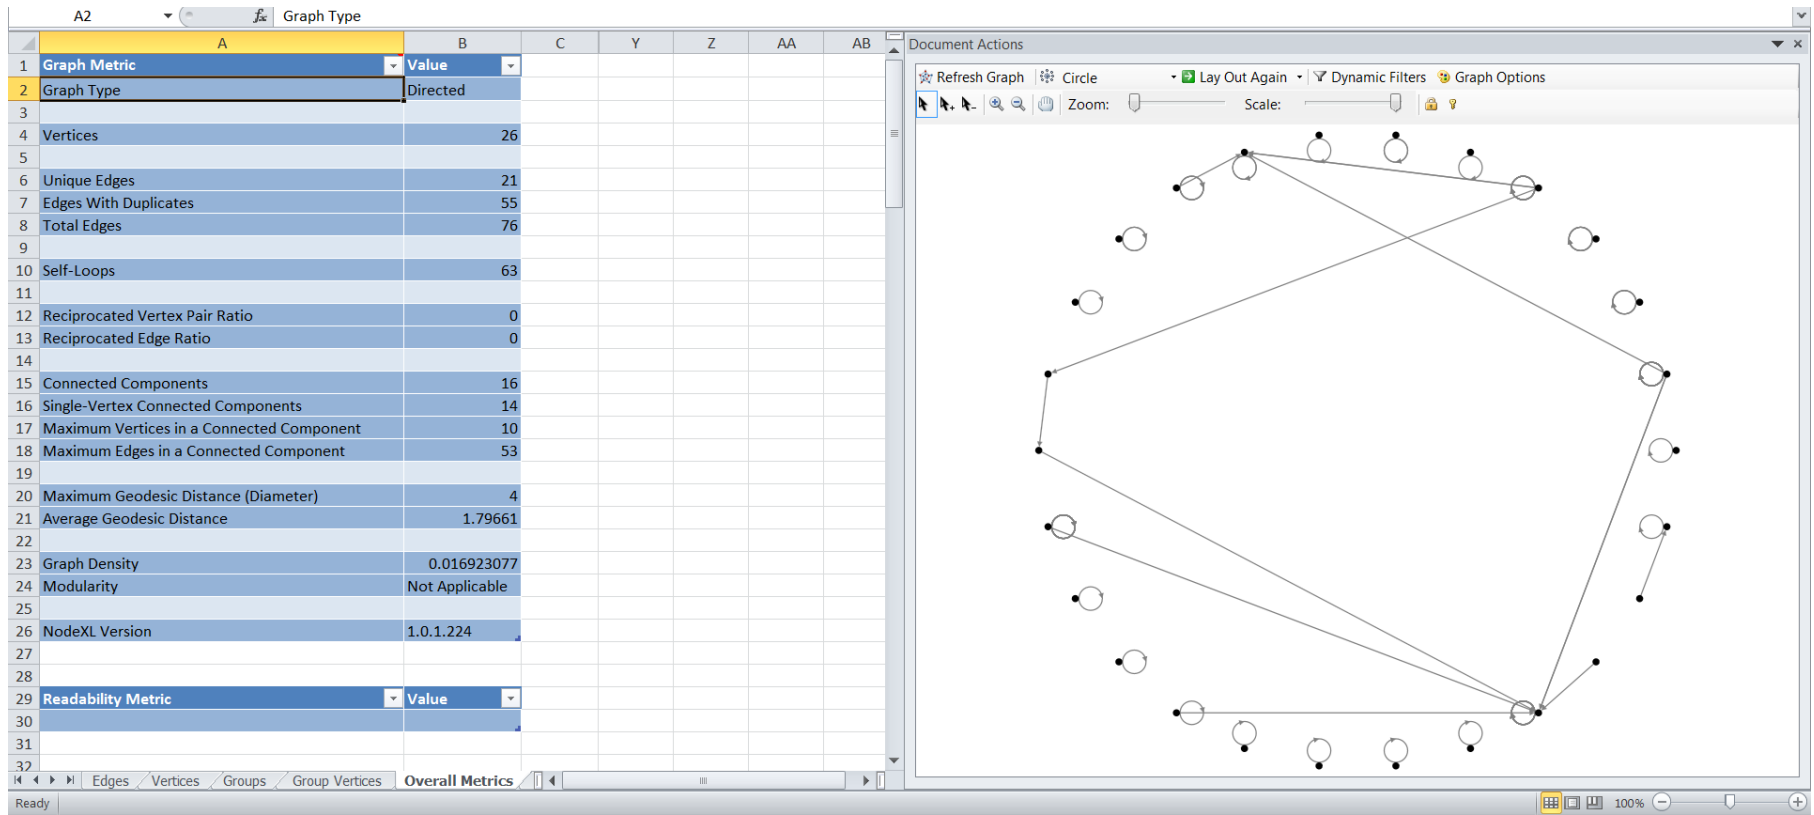 A2 fx Graph Type
A B C Y Z AA AB
1 Graph Metric Value
2 Graph Type Directed
3
4 Vertices 26
5
6 Unique Edges 21
7 Edges With Duplicates 55
8 Total Edges 76
9
10 Self-Loops 63
11
12 Reciprocated Vertex Pair Ratio 0
13 Reciprocated Edge Ratio 0
14
15 Connected Components 16
16 Single-Vertex Connected Components 14
17 Maximum Vertices in a Connected Component 10
18 Maximum Edges in a Connected Component 53
19
20 Maximum Geodesic Distance (Diameter) 4
21 Average Geodesic Distance 1.79661
22
23 Graph Density 0.016923077
24 Modularity Not Applicable
25
26 NodeXL Version 1.0.1.224
27
28
29 Readability Metric Value
30
31
32
Edges Vertices Groups Group Vertices Overall Metrics
Ready
Document Actions
Refresh Graph Circle Lay Out Again Dynamic Filters Graph Options
Zoom: Scale:
100%